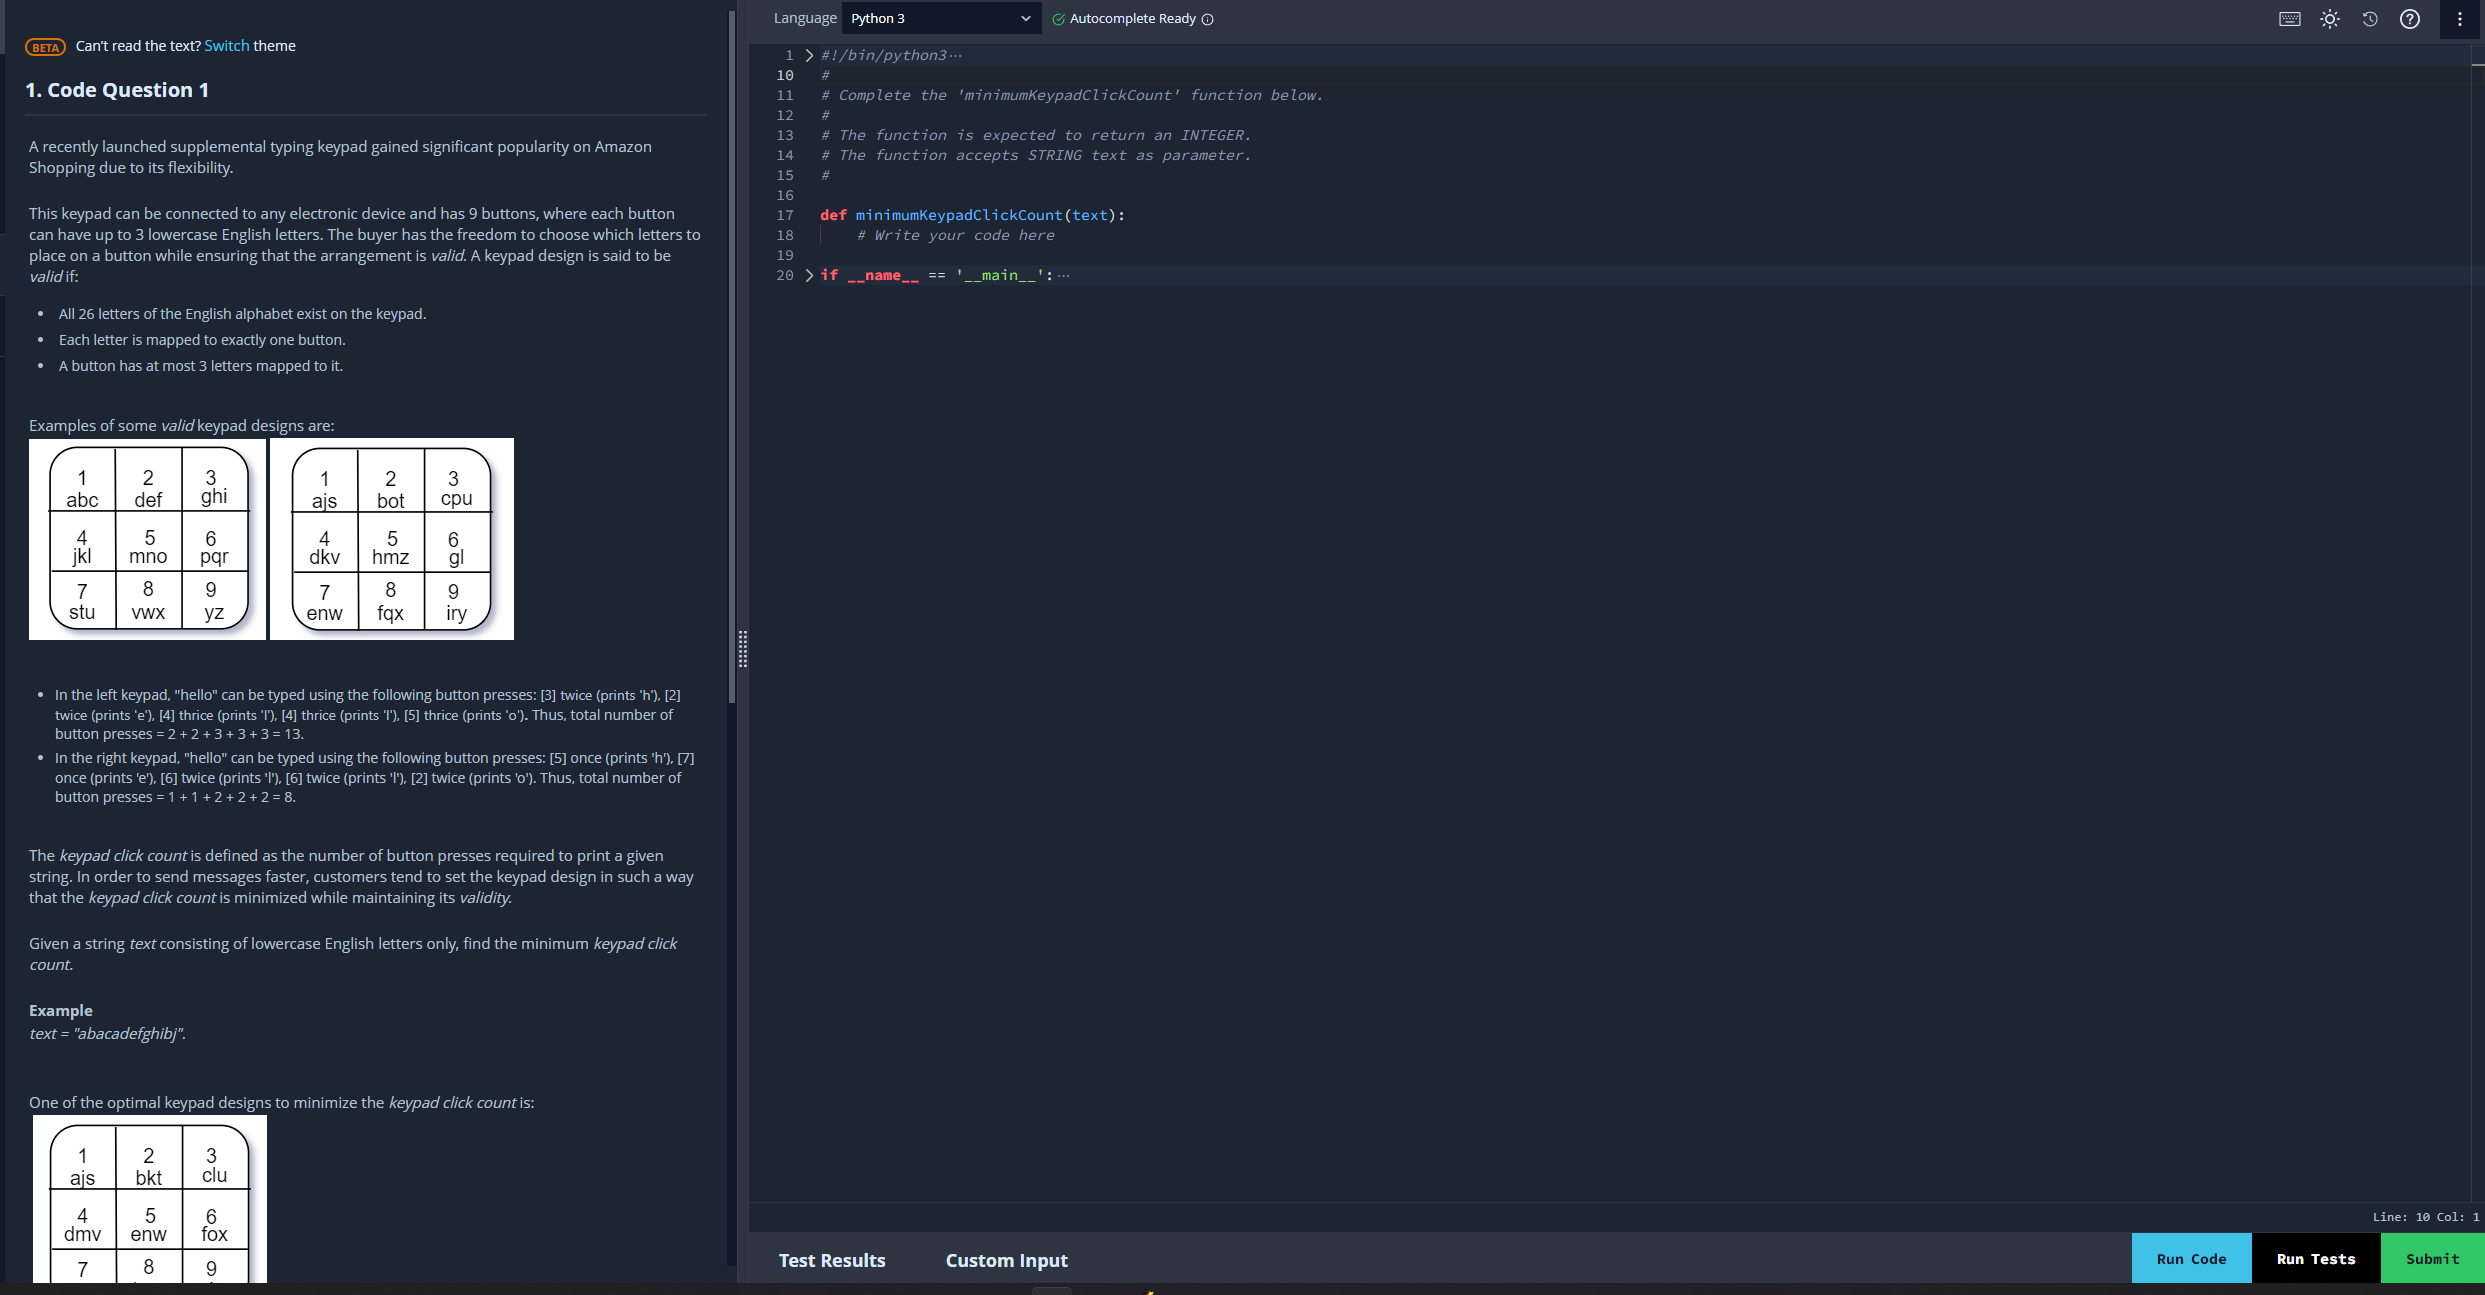 BETA Can't read the text? Switch theme
1. Code Question 1
A recently launched supplemental typing keypad gained significant popularity on Amazon
Shopping due to its flexibility.
This keypad can be connected to any electronic device and has 9 buttons, where each button
can have up to 3 lowercase English letters. The buyer has the freedom to choose which letters to
place on a button while ensuring that the arrangement is valid. A keypad design is said to be
valid if:
• All 26 letters of the English alphabet exist on the keypad.
• Each letter is mapped to exactly one button.
• A button has at most 3 letters mapped to it.
Examples of some valid keypad designs are:
1 2 3
abc def ghi
4 5 6
jkl mno pqr
7 8 9
stu vwx yz
1 2 3
ajs bot cpu
4 5 6
dkv hmz gl
7 8 9
enw fqx iry
• In the left keypad, "hello" can be typed using the following button presses: [3] twice (prints 'h'), [2]
twice (prints 'e'), [4] thrice (prints 'l'), [4] thrice (prints 'l'), [5] thrice (prints 'o'). Thus, total number of
button presses = 2 + 2 + 3 + 3 + 3 = 13.
• In the right keypad, "hello" can be typed using the following button presses: [5] once (prints 'h'), [7]
once (prints 'e'), [6] twice (prints 'l'), [6] twice (prints 'l'), [2] twice (prints 'o'). Thus, total number of
button presses = 1 + 1 + 2 + 2 + 2 = 8.
The keypad click count is defined as the number of button presses required to print a given
string. In order to send messages faster, customers tend to set the keypad design in such a way
that the keypad click count is minimized while maintaining its validity.
Given a string text consisting of lowercase English letters only, find the minimum keypad click
count.
Example
text = "abacadefghibj".
One of the optimal keypad designs to minimize the keypad click count is:
1 2 3
ajs bkt clu
4 5 6
dmv enw fox
7 8 9
Language Python 3 Autocomplete Ready
1 #!/bin/python3⋯
10 #
11 # Complete the 'minimumKeypadClickCount' function below.
12 #
13 # The function is expected to return an INTEGER.
14 # The function accepts STRING text as parameter.
15 #
16
17 def minimumKeypadClickCount(text):
18 # Write your code here
19
20 if __name__ == '__main__':⋯
Line: 10 Col: 1
Test Results Custom Input Run Code Run Tests Submit